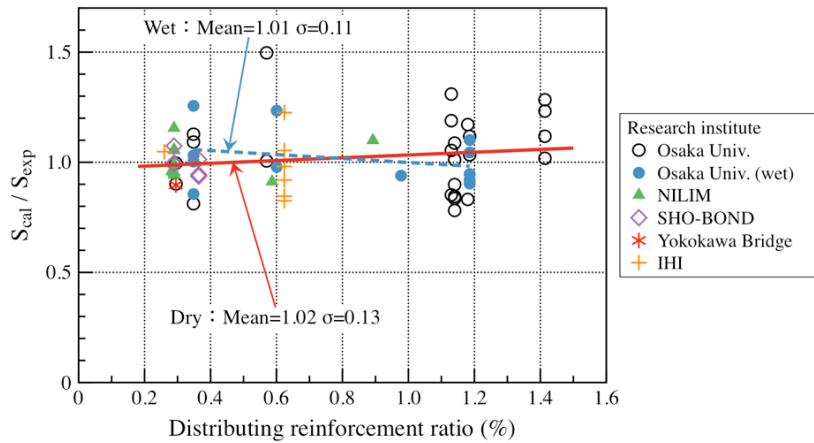 Wet：Mean=1.01 σ=0.11
1.5
1.0
0.5
0
S_cal / S_exp
Dry：Mean=1.02 σ=0.13
0 0.2 0.4 0.6 0.8 1.0 1.2 1.4 1.6
Distributing reinforcement ratio (%)
Research institute
Osaka Univ.
Osaka Univ. (wet)
NILIM
SHO-BOND
Yokokawa Bridge
IHI